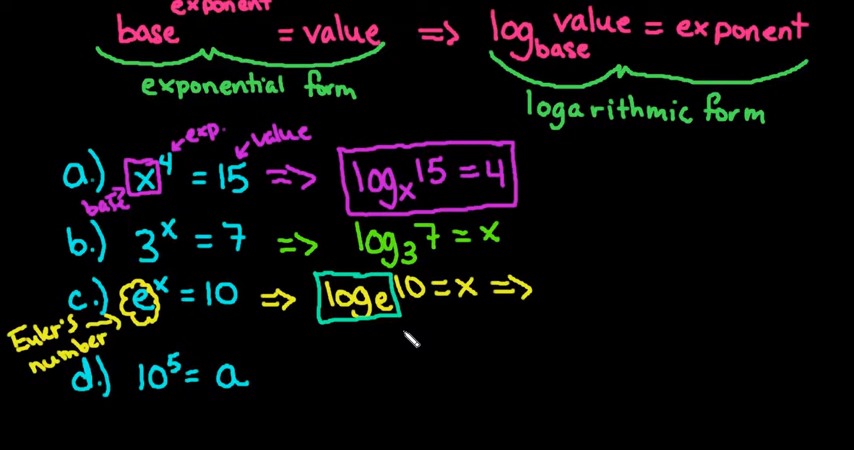 base^exponent = value => log_base value = exponent
exponential form
logarithmic form
exp.
value
a.) x^4 = 15 => log_x 15 = 4
base
b.) 3^x = 7 => log_3 7 = x
c.) e^x = 10 => log_e 10 = x =>
Euler's
number
d.) 10^5 = a